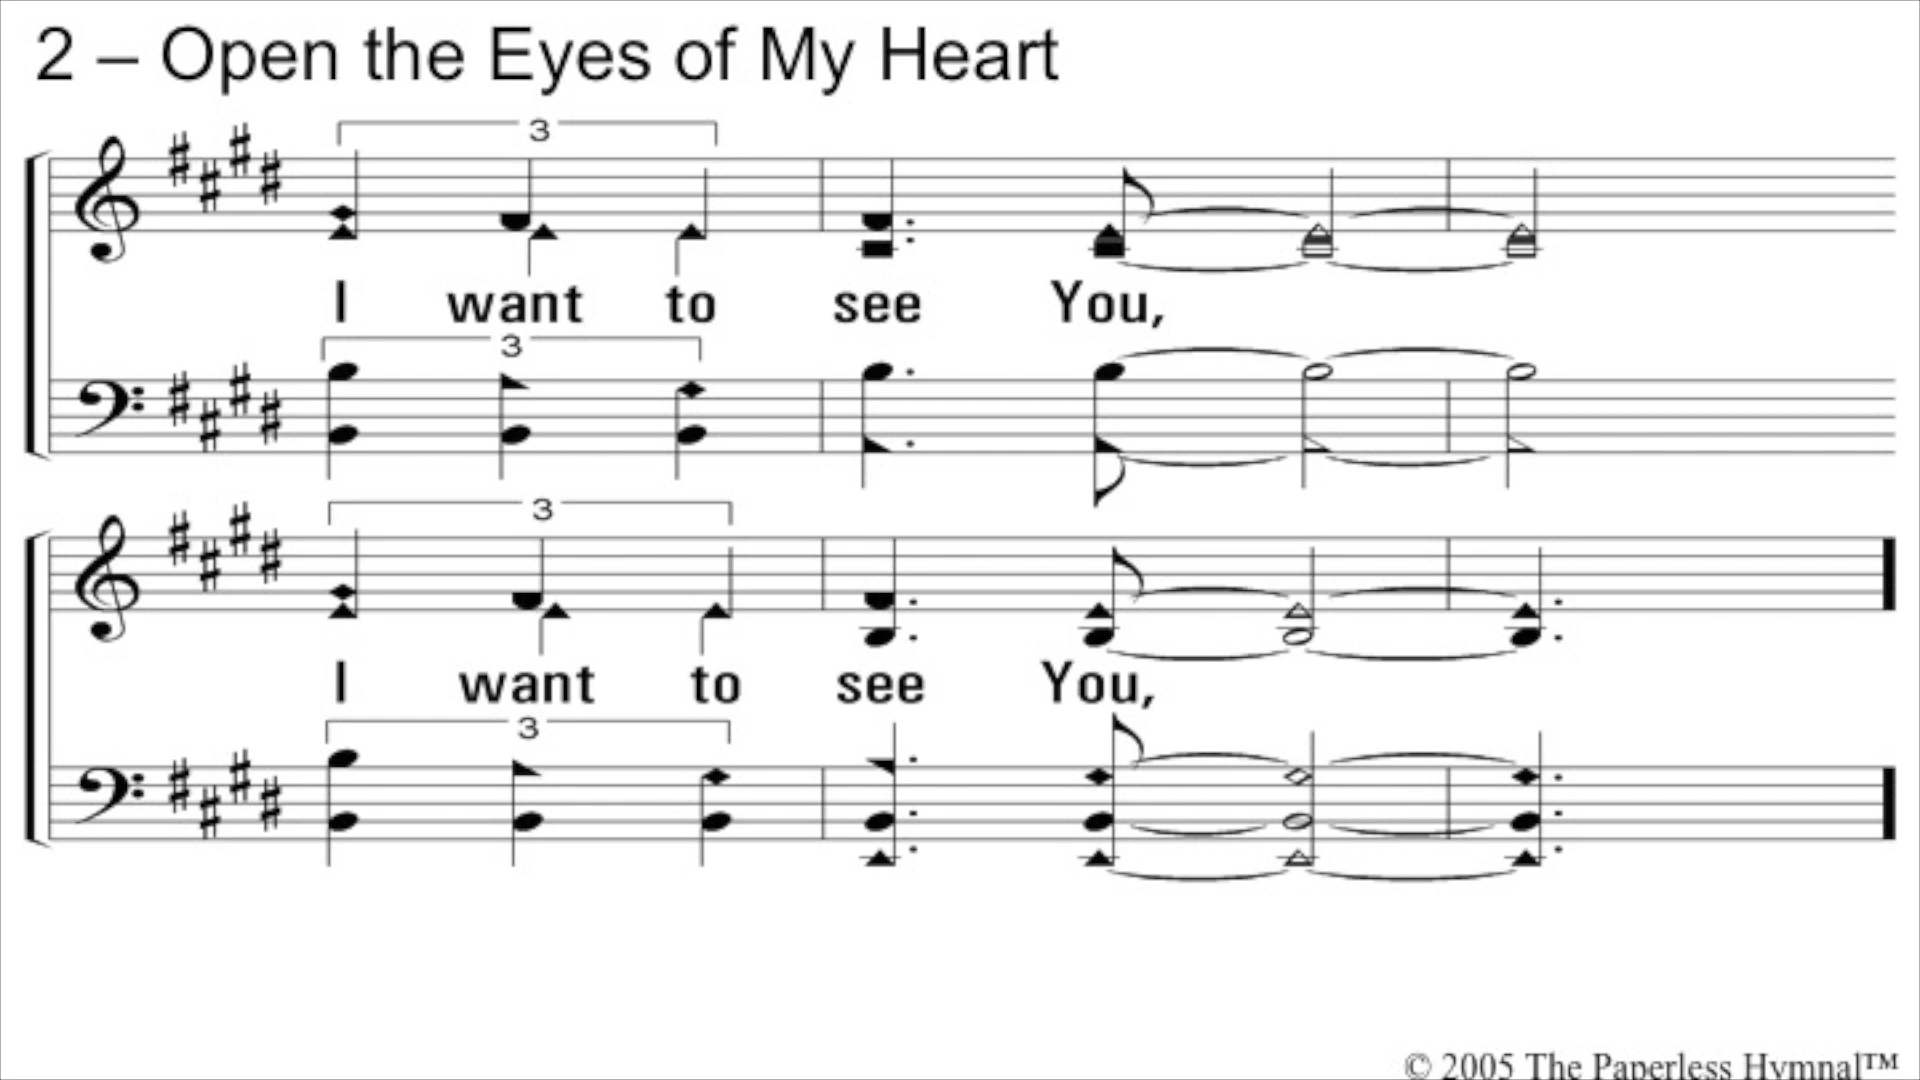 2 – Open the Eyes of My Heart
3
I want to see You,
3
3
I want to see You,
3
© 2005 The Paperless Hymnal™